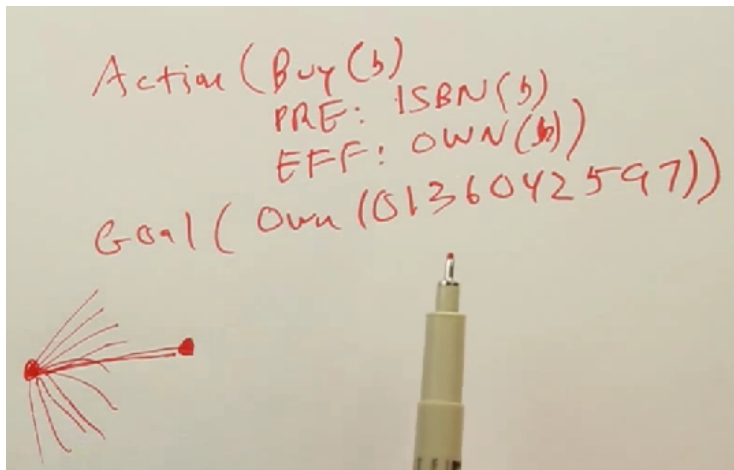 Action (Buy (b)
PRE: ISBN(b)
EFF: OWN(b))
Goal ( Own (0136042597))